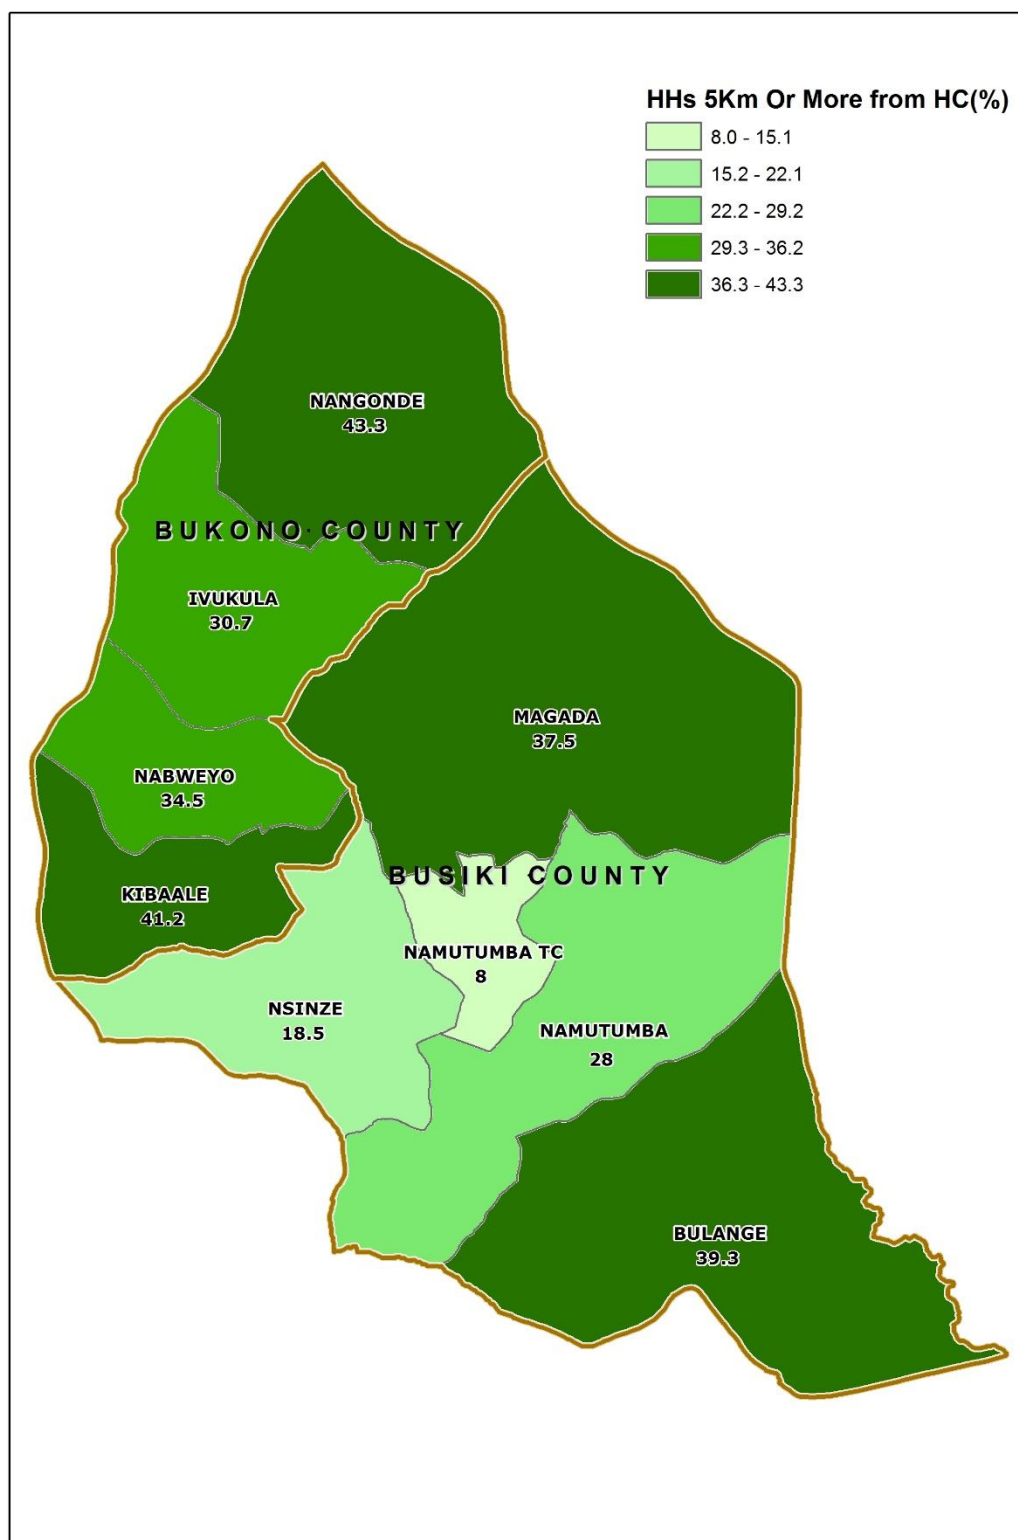 HHs 5Km Or More from HC(%)
8.0 - 15.1
15.2 - 22.1
22.2 - 29.2
29.3 - 36.2
36.3 - 43.3
NANGONDE
43.3
BUKONO COUNTY
IVUKULA
30.7
MAGADA
37.5
NABWEYO
34.5
BUSIKI COUNTY
KIBAALE
41.2
NAMUTUMBA TC
8
NSINZE
18.5
NAMUTUMBA
28
BULANGE
39.3